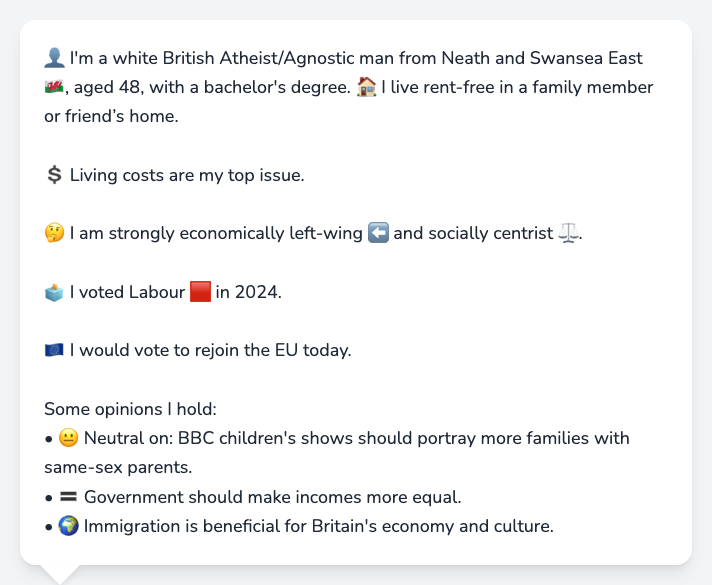 👤 I'm a white British Atheist/Agnostic man from Neath and Swansea East
🏴󠁧󠁢󠁷󠁬󠁳󠁿, aged 48, with a bachelor's degree. 🏠 I live rent-free in a family member
or friend’s home.
💲 Living costs are my top issue.
🤔 I am strongly economically left-wing ⬅️ and socially centrist ⚖️.
🗳️ I voted Labour 🟥 in 2024.
🇪🇺 I would vote to rejoin the EU today.
Some opinions I hold:
• 😐 Neutral on: BBC children's shows should portray more families with
same-sex parents.
• 🟰 Government should make incomes more equal.
• 🌍 Immigration is beneficial for Britain's economy and culture.